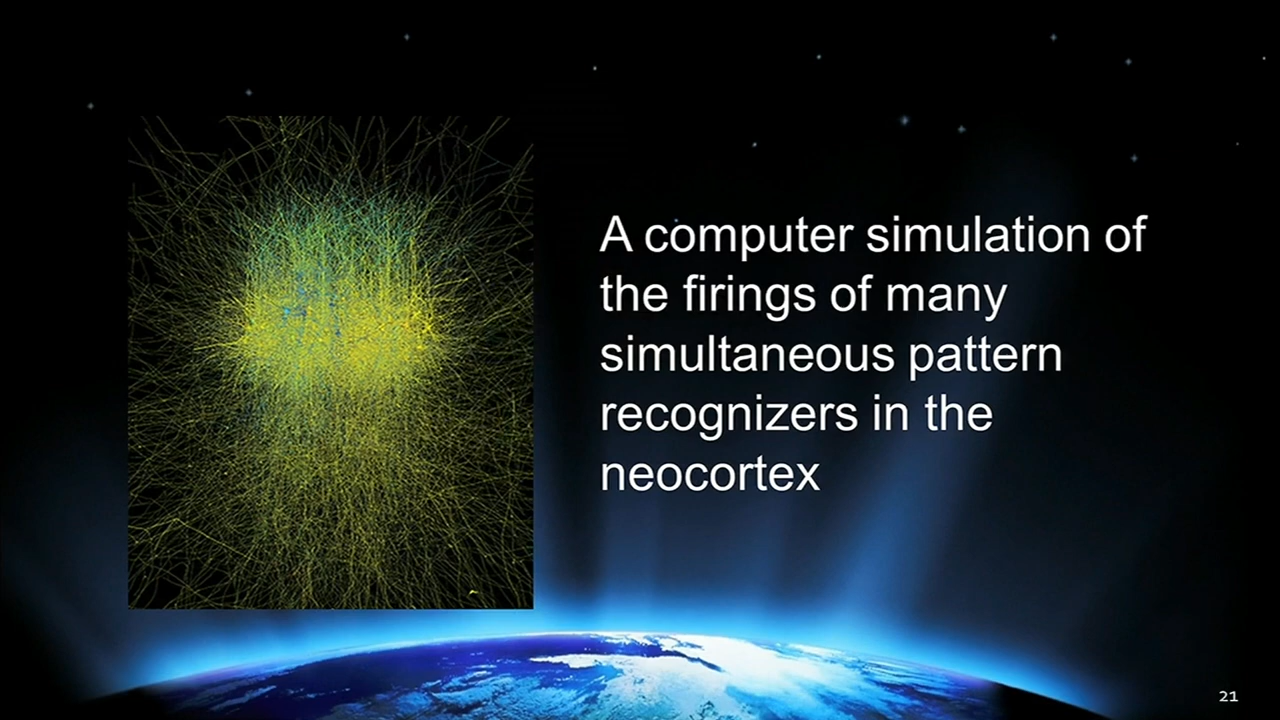 A computer simulation of
the firings of many
simultaneous pattern
recognizers in the
neocortex
21